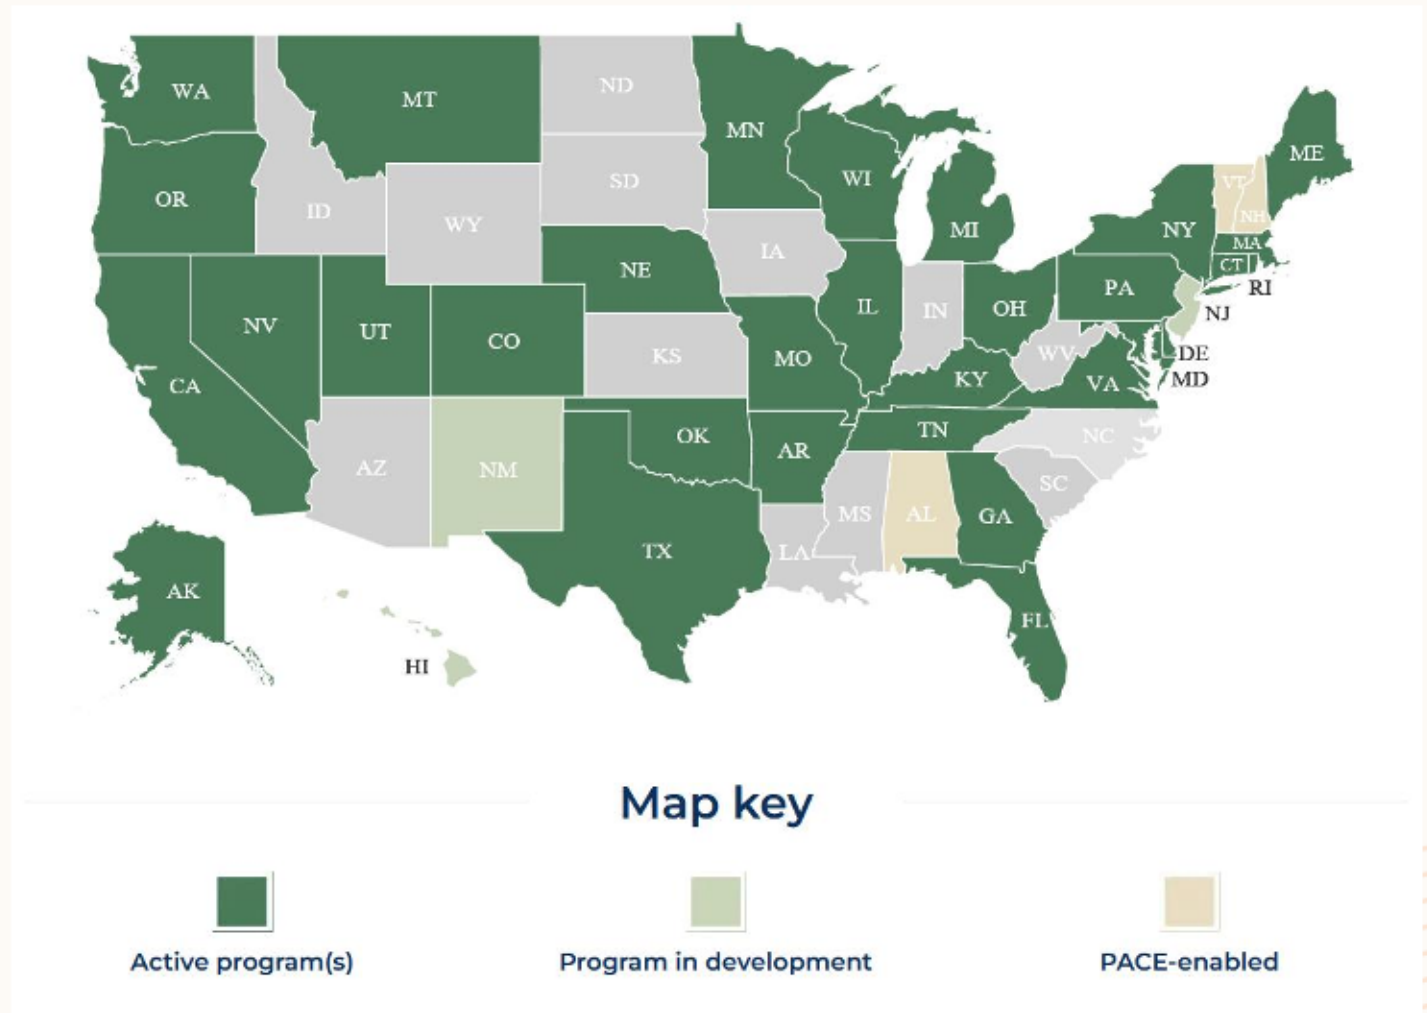 WA
MT
ND
MN
ME
OR
ID
WY
SD
WI
MI
VT
NH
NY
MA
CT
RI
NV
UT
CO
NE
IA
IL
IN
OH
PA
NJ
CA
KS
MO
KY
WV
VA
DE
MD
AZ
NM
OK
AR
TN
NC
SC
TX
LA
MS
AL
GA
AK
HI
FL
Map key
Active program(s)
Program in development
PACE-enabled